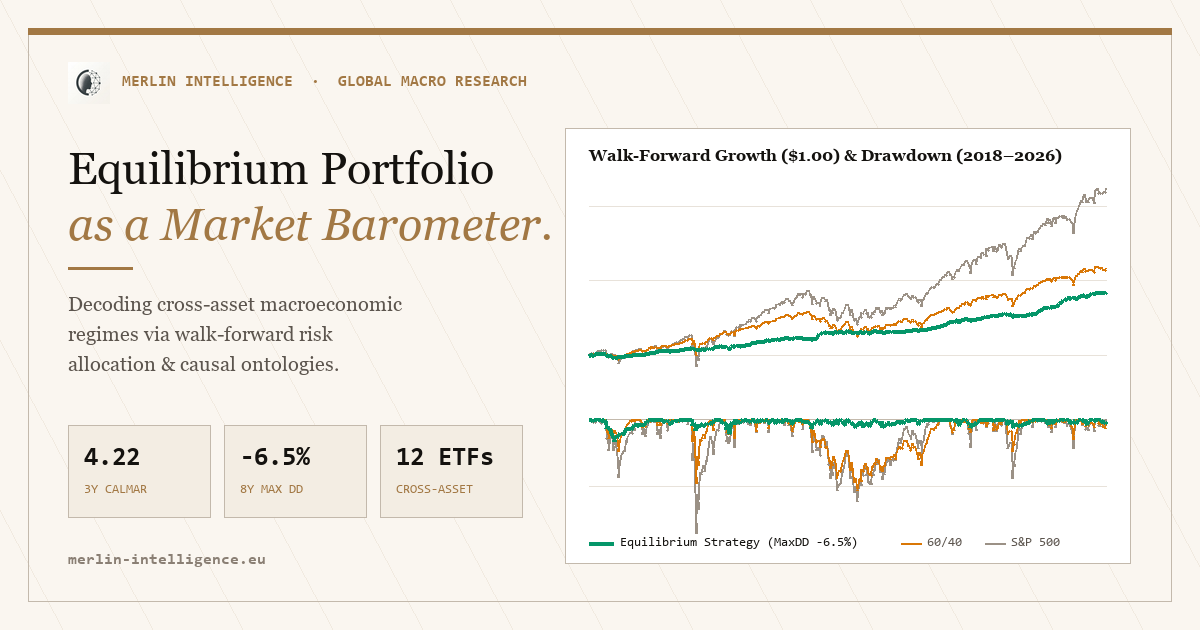 MERLIN INTELLIGENCE · GLOBAL MACRO RESEARCH
Equilibrium Portfolio
as a Market Barometer.
Decoding cross-asset macroeconomic
regimes via walk-forward risk
allocation & causal ontologies.
4.22
3Y CALMAR
-6.5%
8Y MAX DD
12 ETFs
CROSS-ASSET
merlin-intelligence.eu
Walk-Forward Growth ($1.00) & Drawdown (2018–2026)
Equilibrium Strategy (MaxDD -6.5%)
60/40
S&P 500